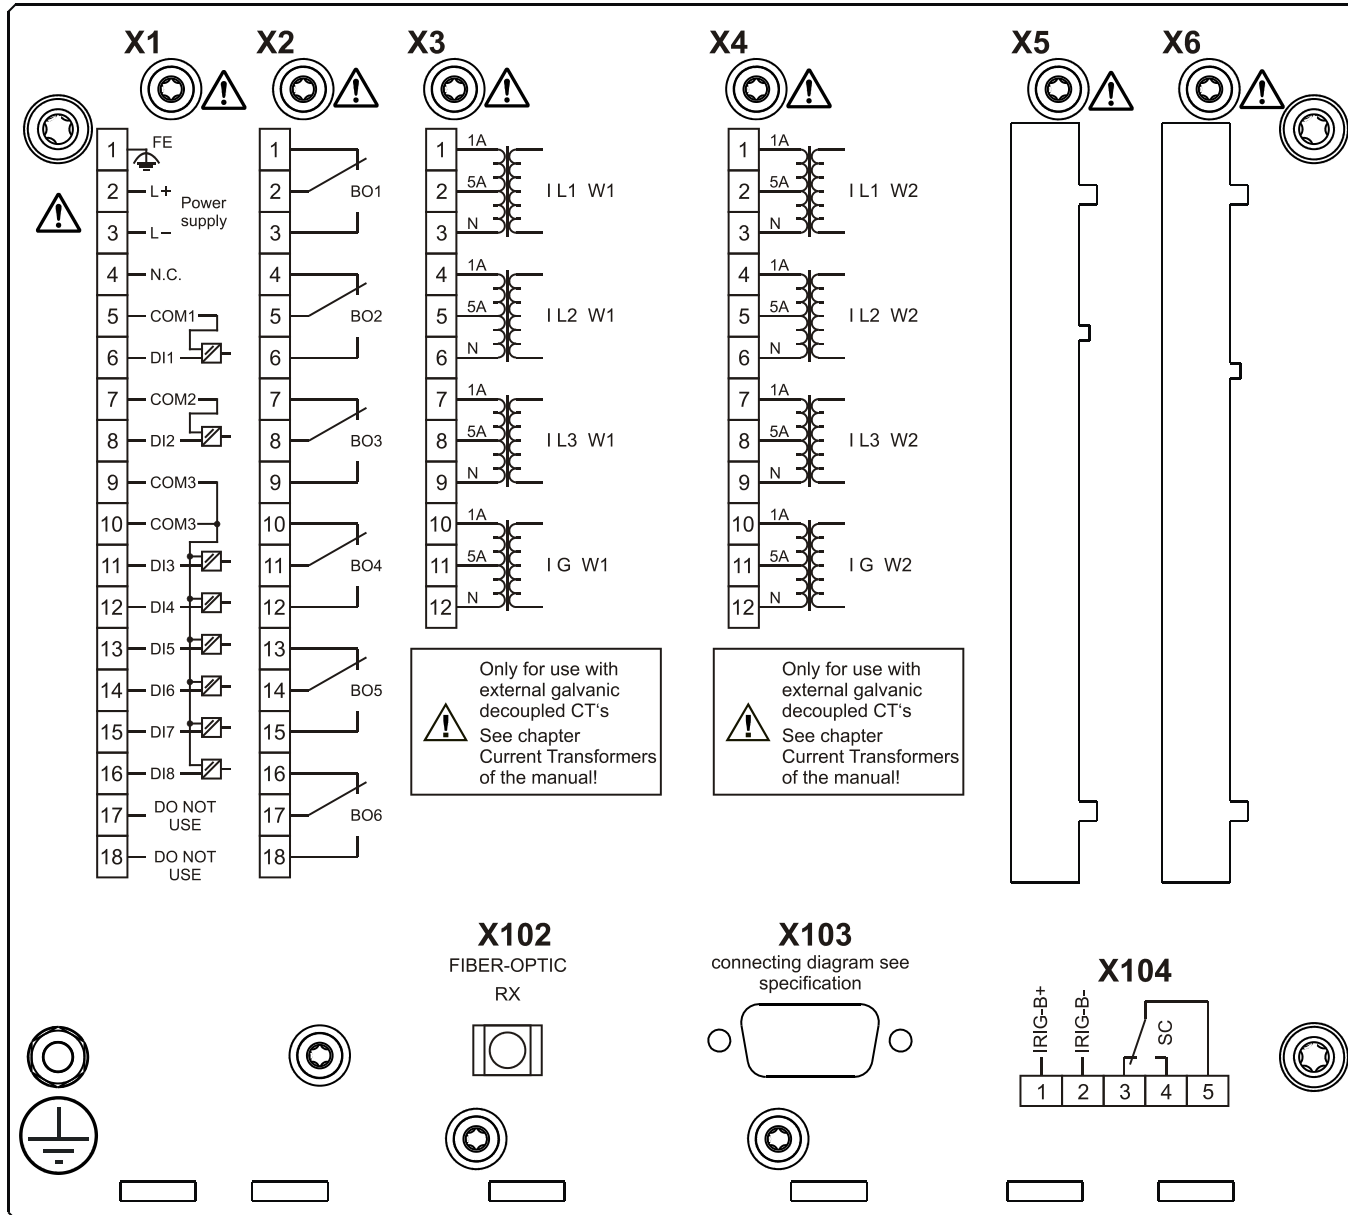 X1
X2
X3
X4
X5
X6
1 FE
2 L+
Power
supply
3 L–
4 N.C.
5 COM1
6 DI1
7 COM2
8 DI2
9 COM3
10 COM3
11 DI3
12 DI4
13 DI5
14 DI6
15 DI7
16 DI8
17 DO NOT
USE
18 DO NOT
USE
1
2 BO1
3
4
5 BO2
6
7
8 BO3
9
10
11 BO4
12
13
14 BO5
15
16
17 BO6
18
1 1A
2 5A I L1 W1
3 N
4 1A
5 5A I L2 W1
6 N
7 1A
8 5A I L3 W1
9 N
10 1A
11 5A I G W1
12 N
Only for use with
external galvanic
decoupled CT‘s
See chapter
Current Transformers
of the manual!
1 1A
2 5A I L1 W2
3 N
4 1A
5 5A I L2 W2
6 N
7 1A
8 5A I L3 W2
9 N
10 1A
11 5A I G W2
12 N
Only for use with
external galvanic
decoupled CT‘s
See chapter
Current Transformers
of the manual!
X102
FIBER-OPTIC
RX
X103
connecting diagram see
specification
X104
IRIG-B+
IRIG-B-
SC
1 2 3 4 5